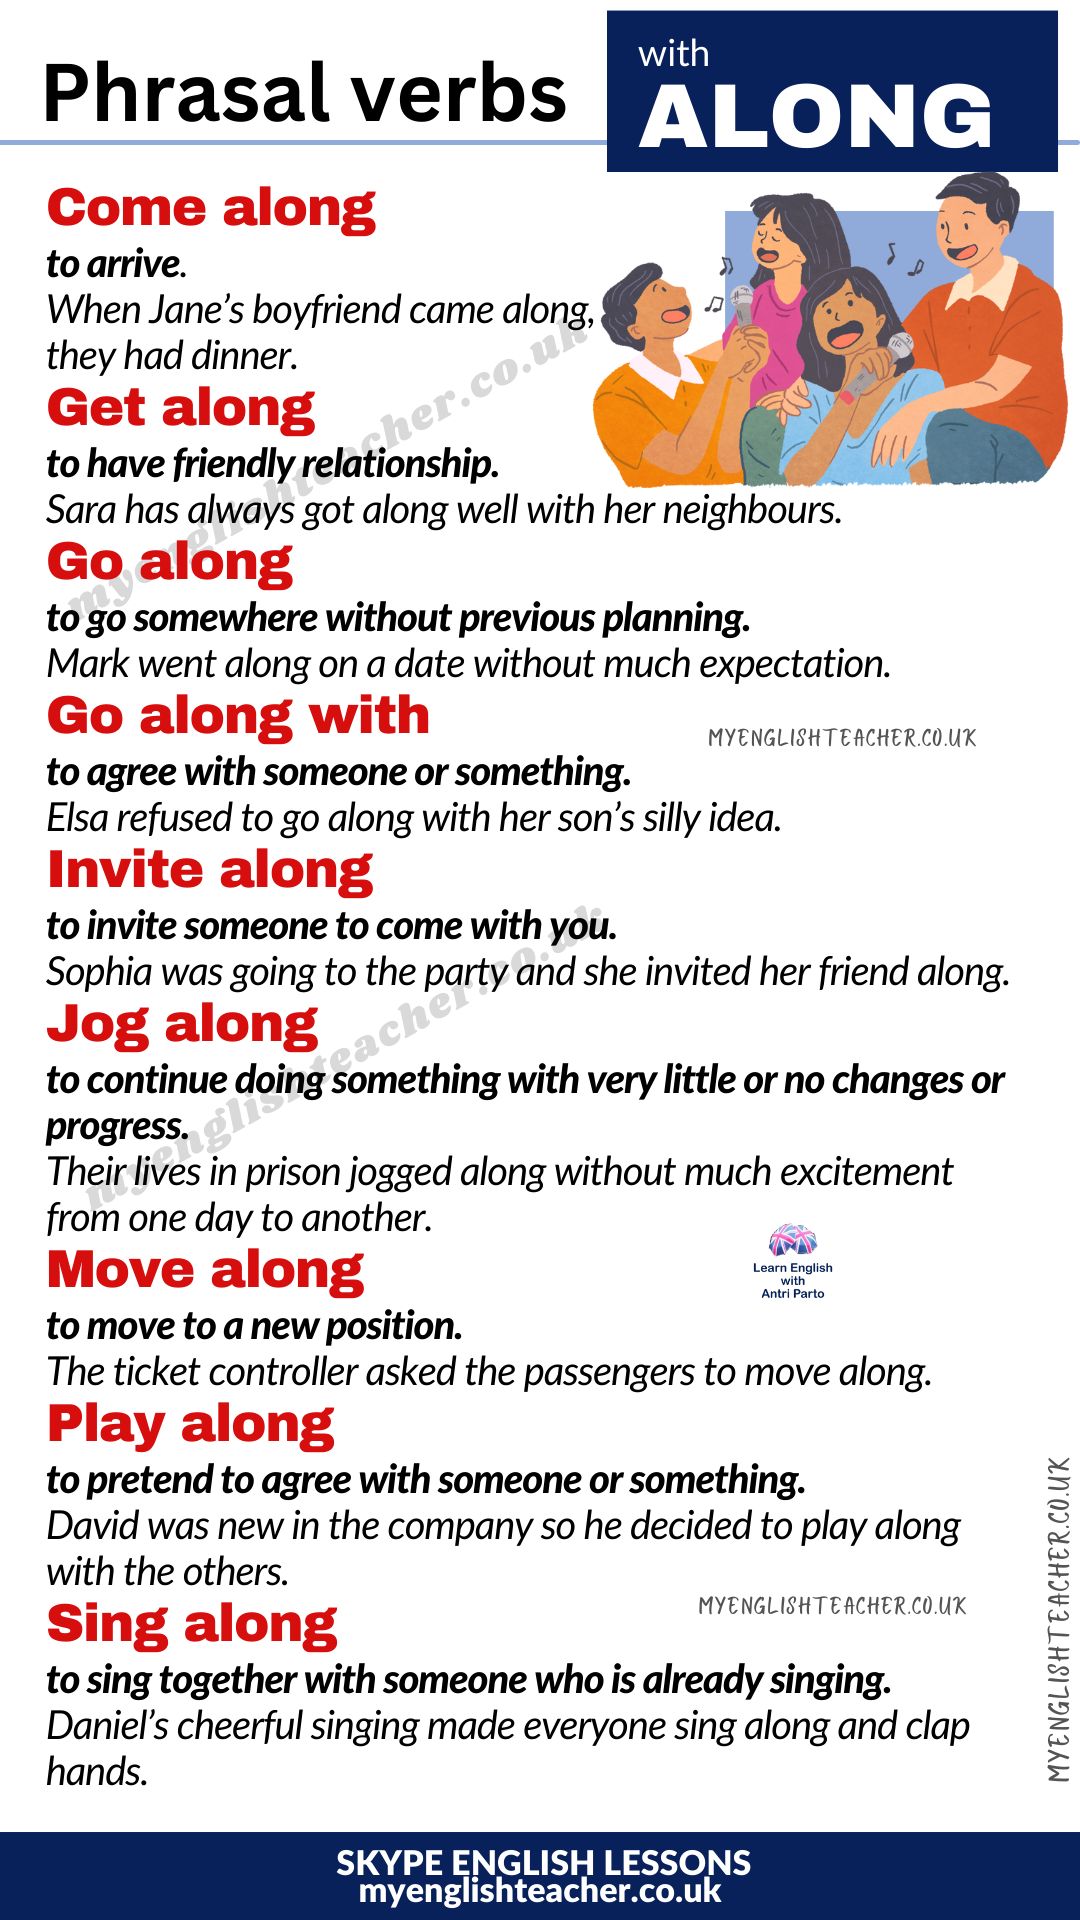 Phrasal verbs
with
ALONG
Come along
to arrive.
When Jane's boyfriend came along,
they had dinner.
Get along
to have friendly relationship.
Sara has always got along well with her neighbours.
Go along
to go somewhere without previous planning.
Mark went along on a date without much expectation.
Go along with
MYENGLISHTEACHER.CO.UK
to agree with someone or something.
Elsa refused to go along with her son's silly idea.
Invite along
to invite someone to come with you.
Sophia was going to the party and she invited her friend along.
Jog along
to continue doing something with very little or no changes or
progress.
Their lives in prison jogged along without much excitement
from one day to another.
Move along
Learn English
with
Antri Parto
to move to a new position.
The ticket controller asked the passengers to move along.
Play along
to pretend to agree with someone or something.
David was new in the company so he decided to play along
with the others.
Sing along
MYENGLISHTEACHER.CO.UK
to sing together with someone who is already singing.
Daniel's cheerful singing made everyone sing along and clap
hands.
MYENGLISHTEACHER.CO.UK
myenglishteacher.co.uk
myenglishteacher.co.uk
SKYPE ENGLISH LESSONS
myenglishteacher.co.uk